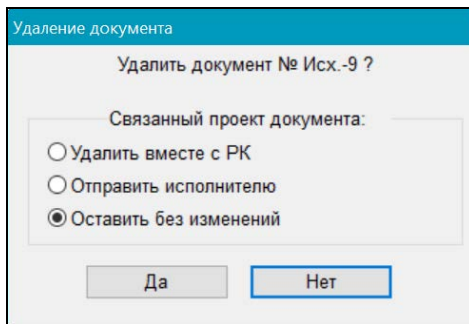 Удаление документа
Удалить документ № Исх.-9 ?
Связанный проект документа:
Удалить вместе с РК
Отправить исполнителю
Оставить без изменений
Да Нет